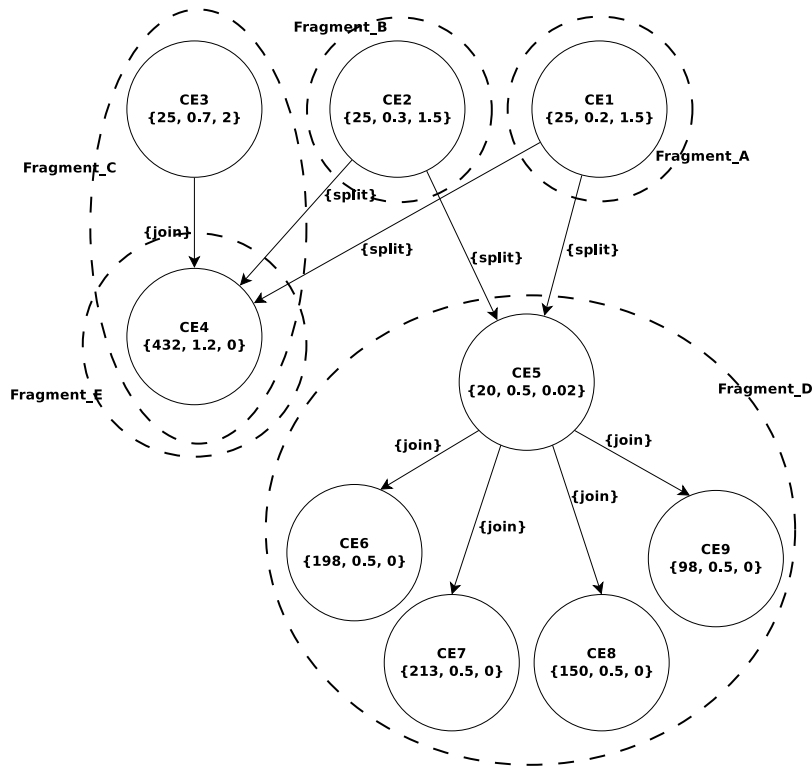 Fragment_B
CE3
{25, 0.7, 2}
CE2
{25, 0.3, 1.5}
CE1
{25, 0.2, 1.5}
Fragment_C
Fragment_A
{split}
{join}
{split}
{split}
{split}
CE4
{432, 1.2, 0}
Fragment_E
CE5
{20, 0.5, 0.02}
Fragment_D
{join}
{join}
{join}
{join}
CE6
{198, 0.5, 0}
CE9
{98, 0.5, 0}
CE7
{213, 0.5, 0}
CE8
{150, 0.5, 0}